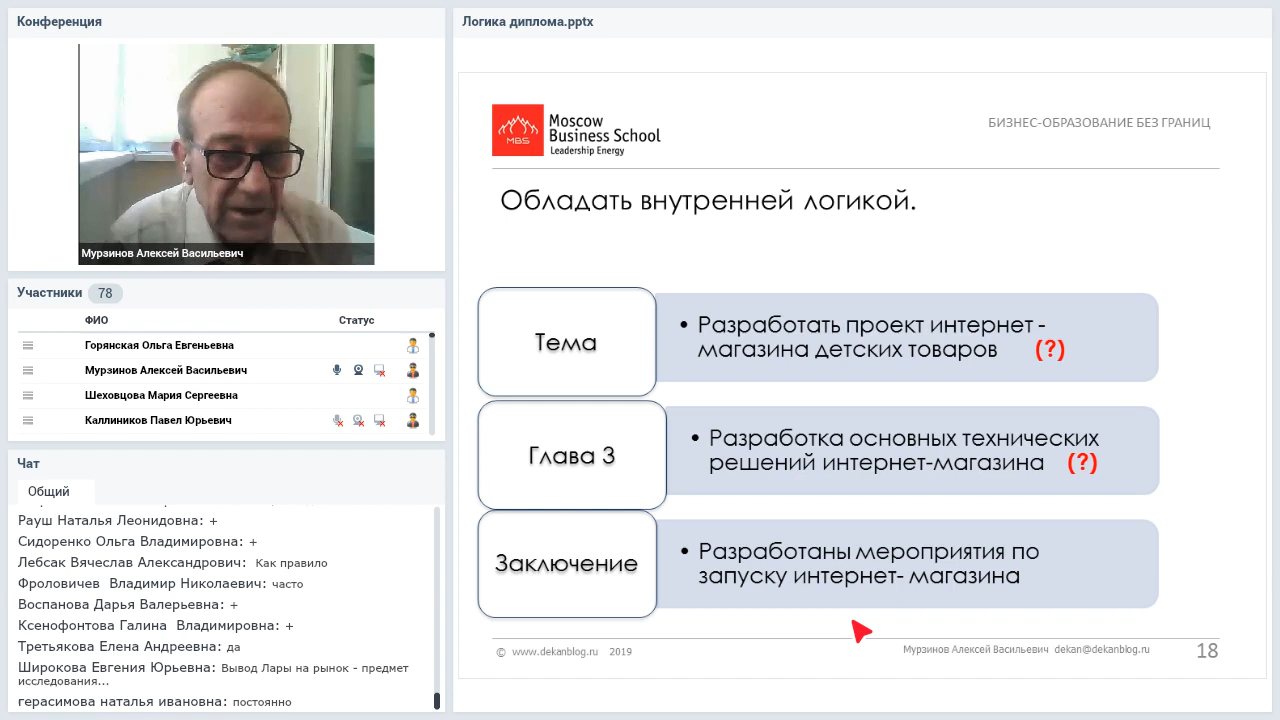 Конференция
Мурзинов Алексей Васильевич
Участники 78
ФИО Статус
Горянская Ольга Евгеньевна
Мурзинов Алексей Васильевич
Шеховцова Мария Сергеевна
Каллиников Павел Юрьевич
Чат
Общий
Рауш Наталья Леонидовна: +
Сидоренко Ольга Владимировна: +
Лебсак Вячеслав Александрович: Как правило
Фроловичев Владимир Николаевич: часто
Воспанова Дарья Валерьевна: +
Ксенофонтова Галина Владимировна: +
Третьякова Елена Андреевна: да
Широкова Евгения Юрьевна: Вывод Лары на рынок - предмет
исследования...
герасимова наталья ивановна: постоянно
Логика диплома.pptx
MBS
Moscow
Business School
Leadership Energy
БИЗНЕС-ОБРАЗОВАНИЕ БЕЗ ГРАНИЦ
Обладать внутренней логикой.
Тема
• Разработать проект интернет -
магазина детских товаров (?)
Глава 3
• Разработка основных технических
решений интернет-магазина (?)
Заключение
• Разработаны мероприятия по
запуску интернет- магазина
© www.dekanblog.ru 2019
Мурзинов Алексей Васильевич dekan@dekanblog.ru
18